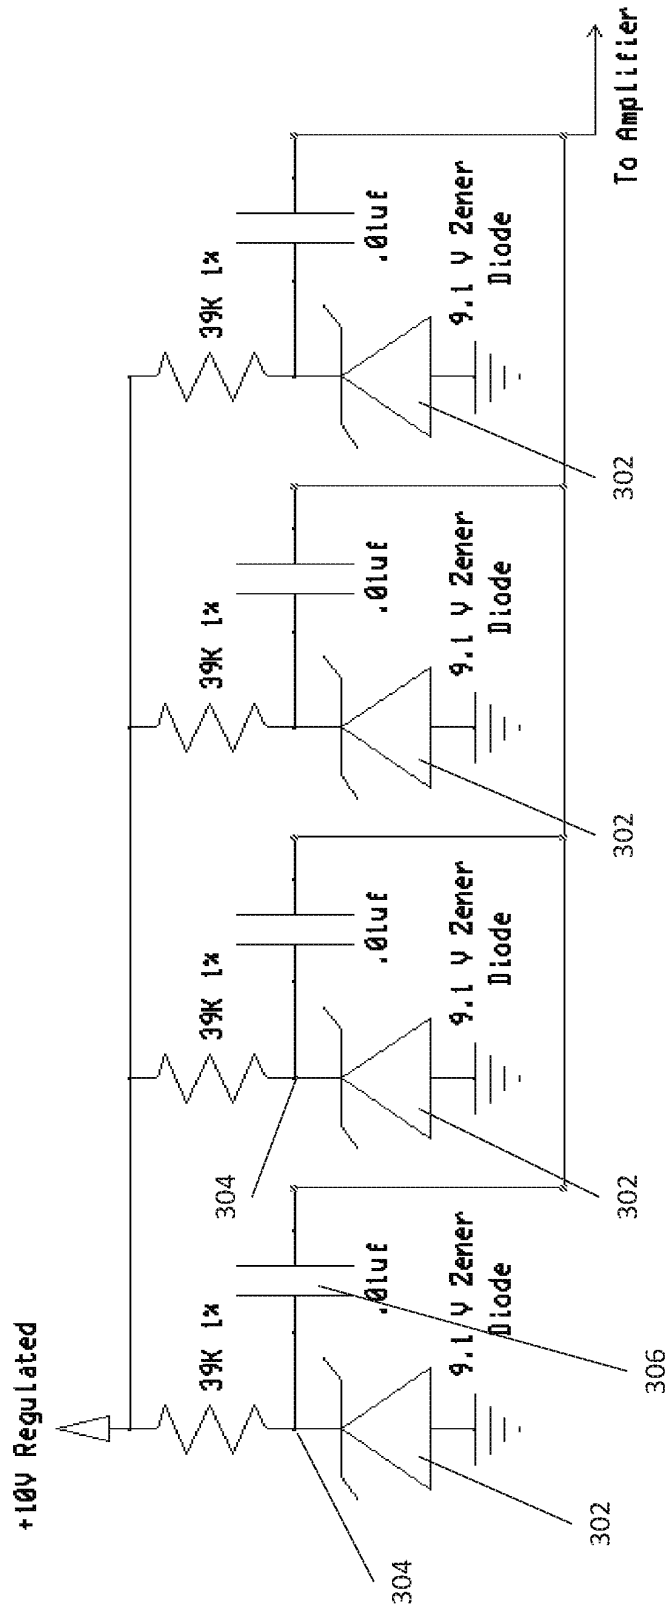 +10V Regulated
39K 1%
39K 1%
39K 1%
39K 1%
304
304
.01uF
.01uF
.01uF
.01uF
9.1 V Zener
Diode
9.1 V Zener
Diode
9.1 V Zener
Diode
9.1 V Zener
Diode
302
306
302
302
302
To Amplifier